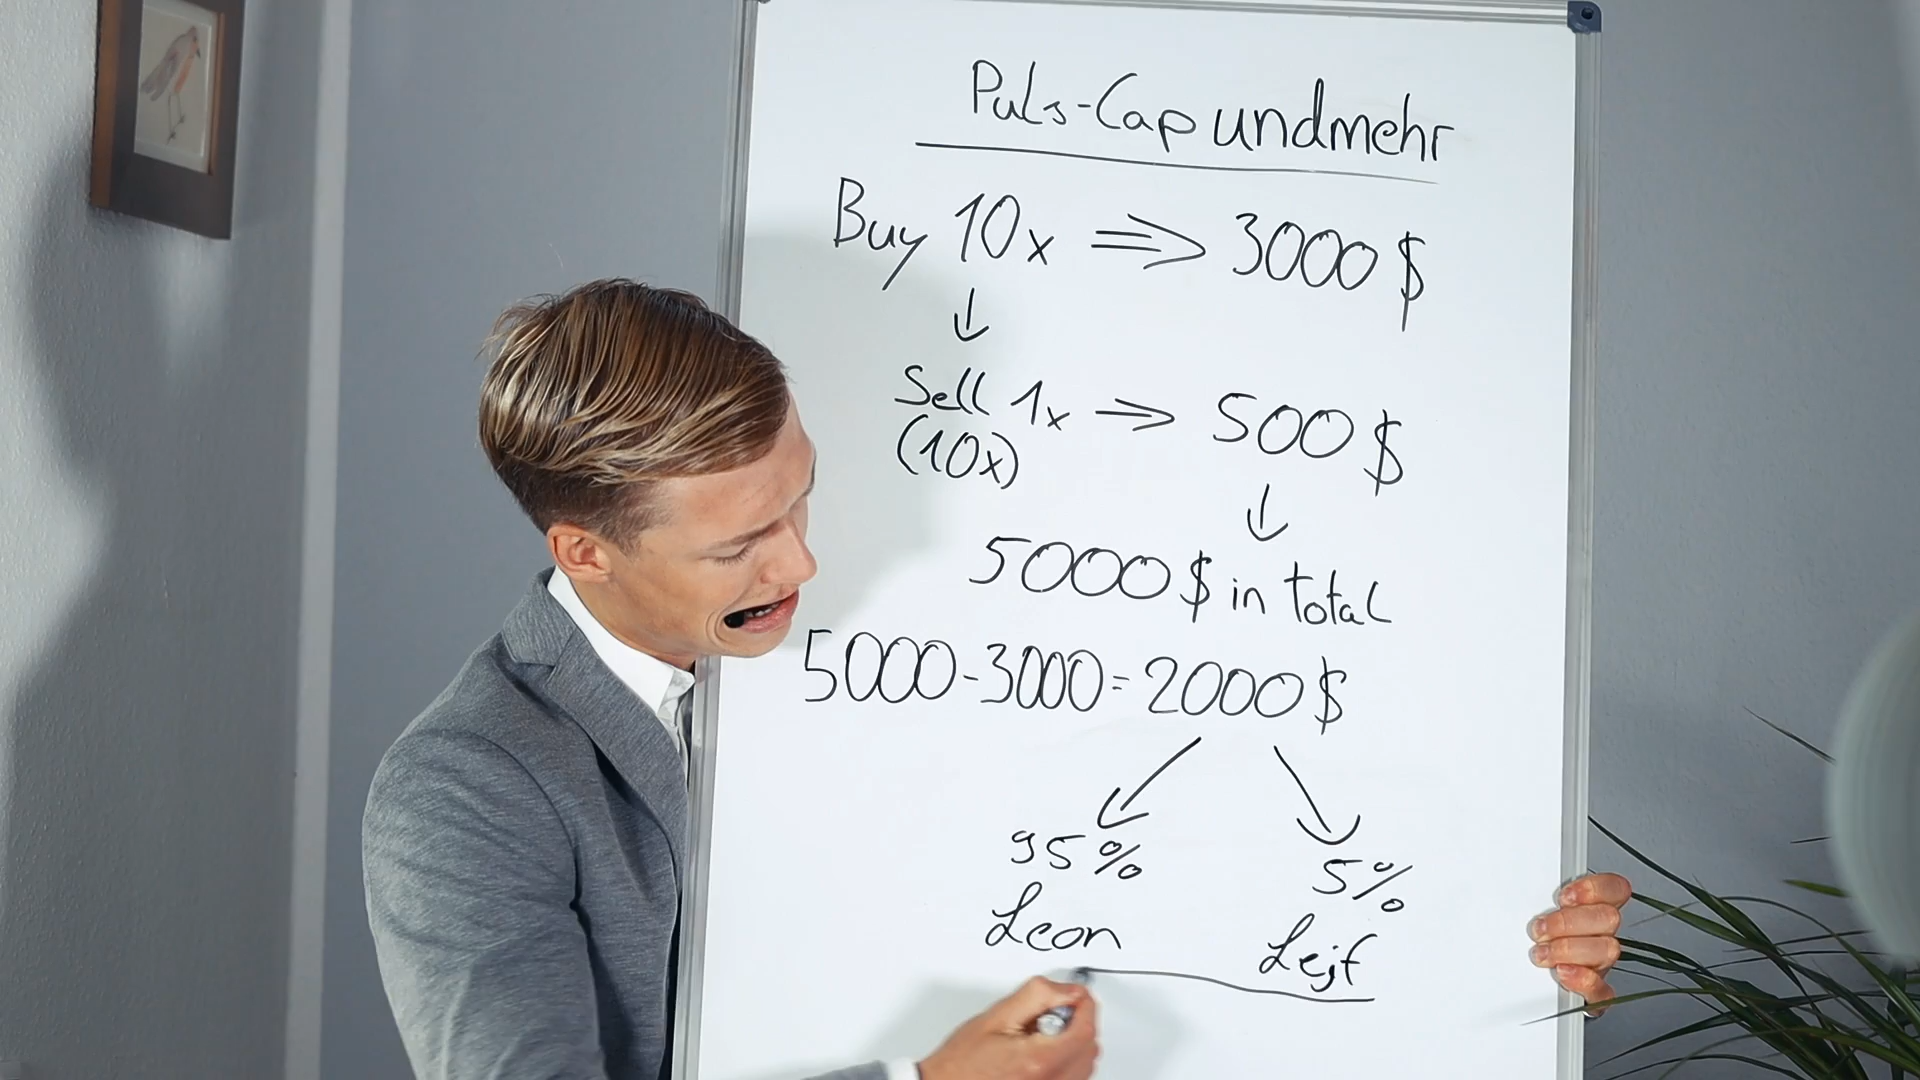 Puls-Cap undmehr
Buy 10x ⇒ 3000 $
↓
Sell 1x ⇒ 500 $
(10x)
↓
5000 $ in total
5000-3000=2000 $
95% 5%
Leon Lejf